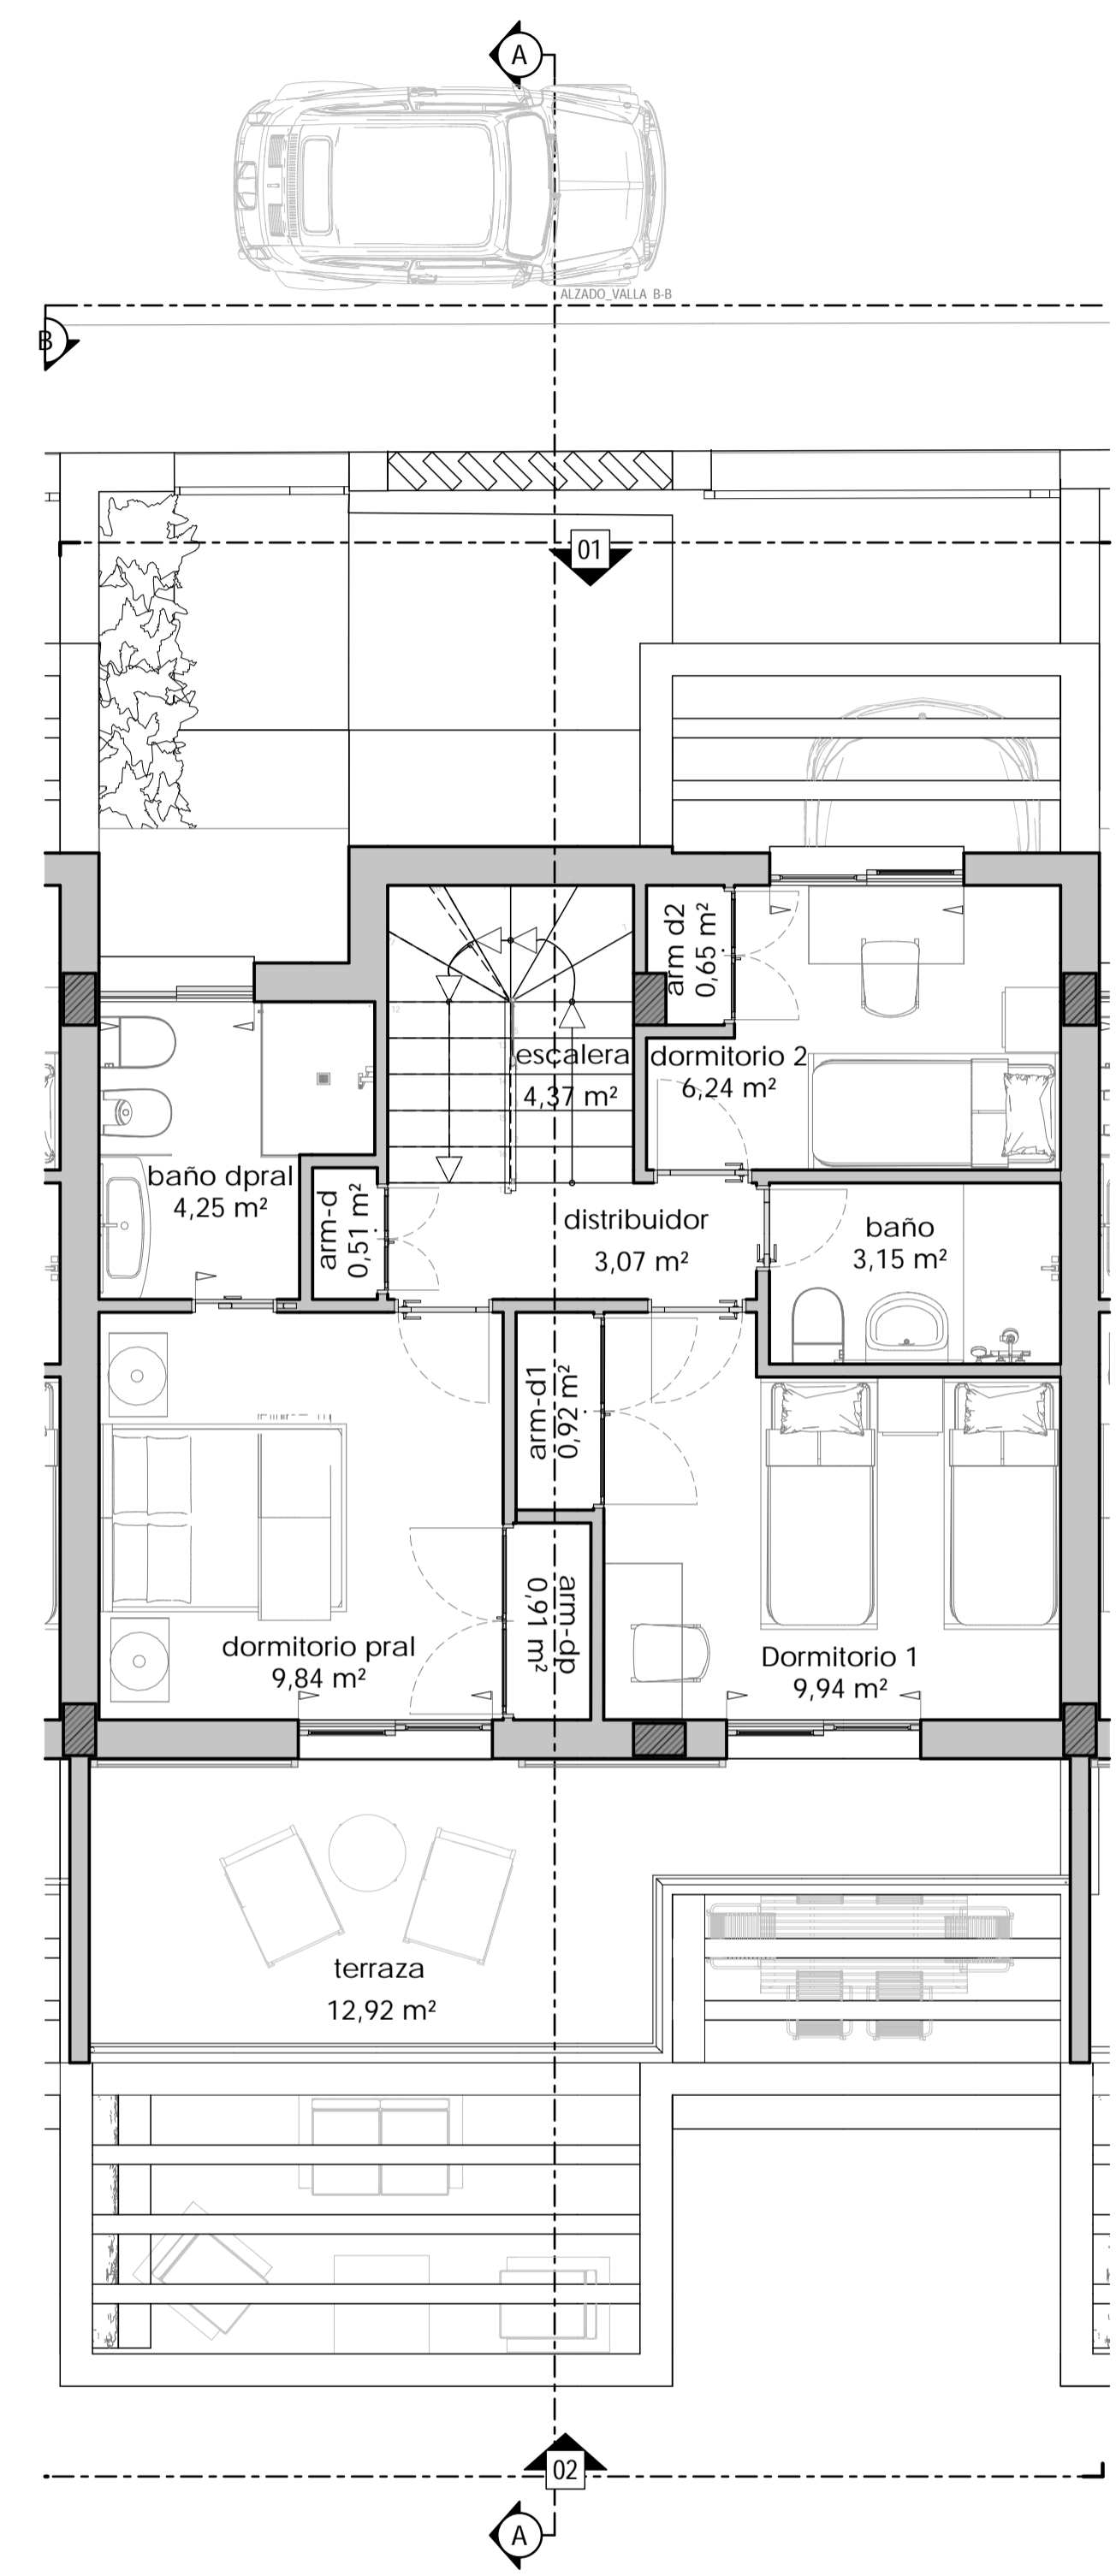 A
ALZADO_VALLA B-B
B
01
arm d2
0,65 m²
escalera
4,37 m²
dormitorio 2
6,24 m²
baño dpral
4,25 m²
arm-d
0,51 m²
distribuidor
3,07 m²
baño
3,15 m²
arm-d1
0,92 m²
arm-dp
0,91 m²
dormitorio pral
9,84 m²
Dormitorio 1
9,94 m²
terraza
12,92 m²
02
A